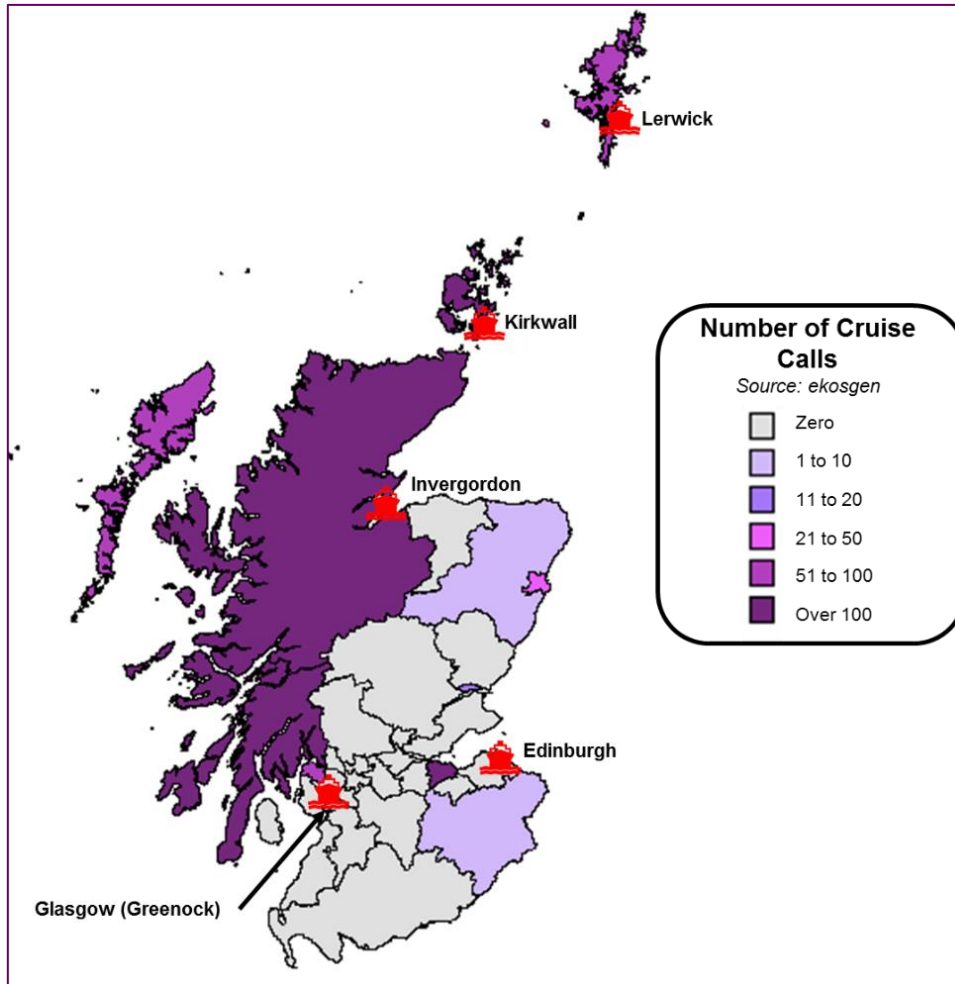 Lerwick
Kirkwall
Number of Cruise
Calls
Source: ekosgen
Zero
1 to 10
11 to 20
21 to 50
51 to 100
Over 100
Invergordon
Edinburgh
Glasgow (Greenock)